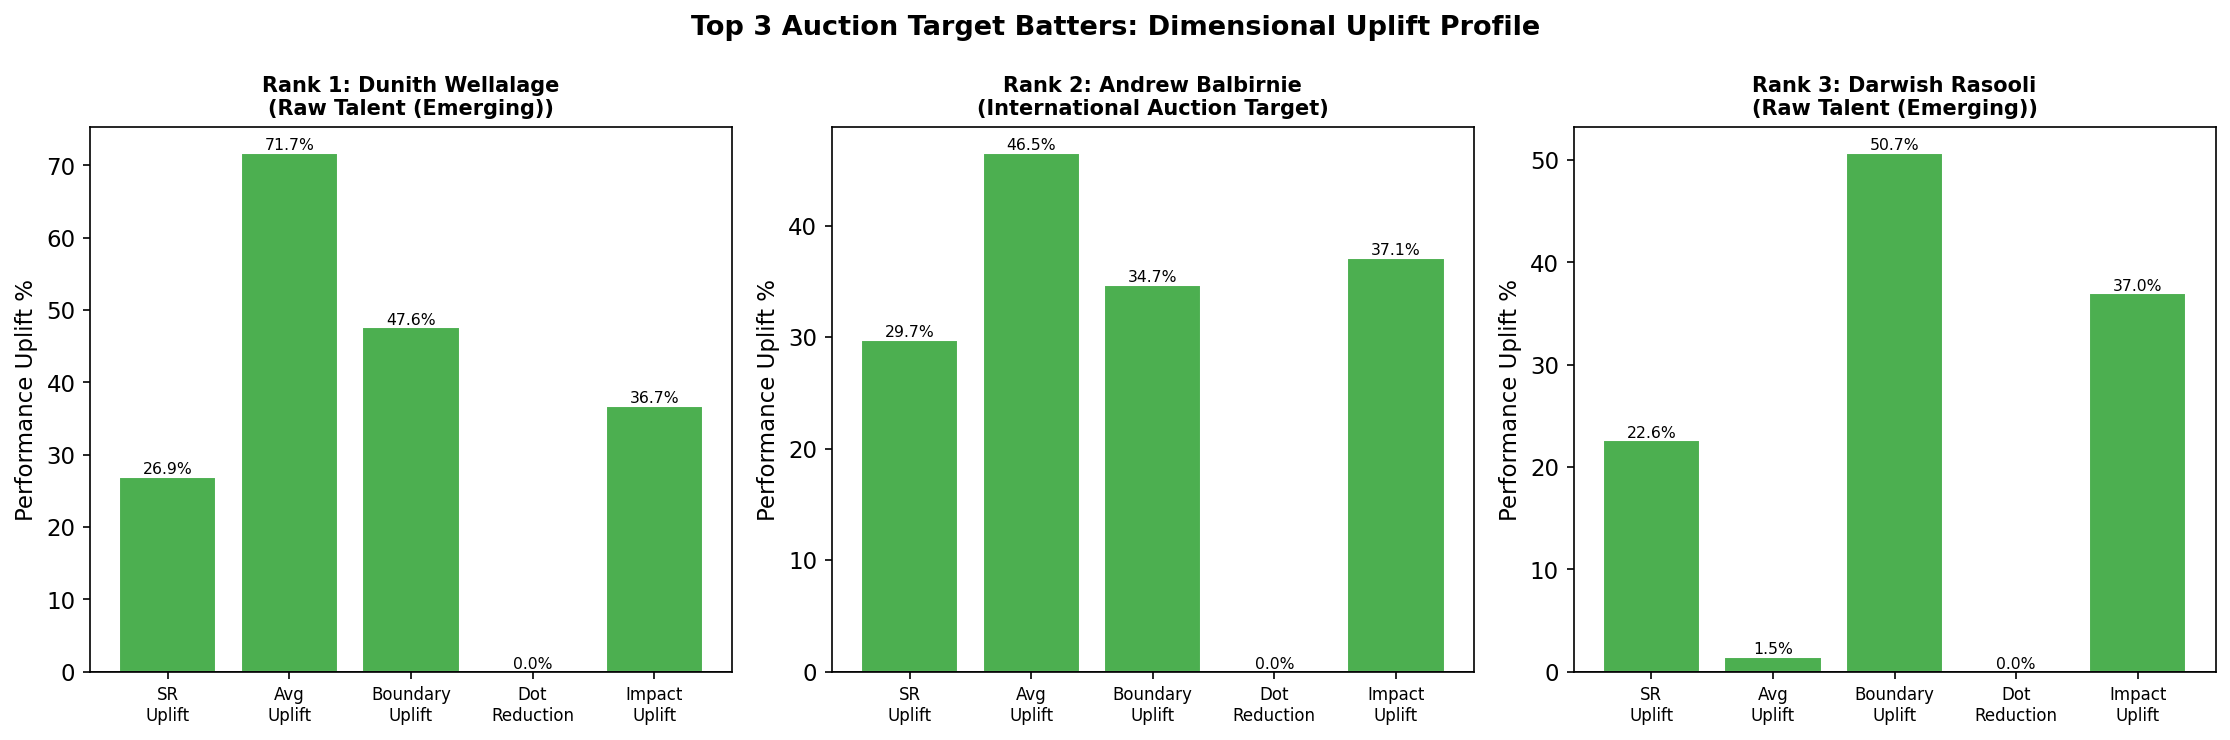 Top 3 Auction Target Batters: Dimensional Uplift Profile
Rank 1: Dunith Wellalage
(Raw Talent (Emerging))
Performance Uplift %
70
60
50
40
30
20
10
0
26.9%
71.7%
47.6%
0.0%
36.7%
SR
Uplift
Avg
Uplift
Boundary
Uplift
Dot
Reduction
Impact
Uplift
Rank 2: Andrew Balbirnie
(International Auction Target)
Performance Uplift %
40
30
20
10
0
29.7%
46.5%
34.7%
0.0%
37.1%
SR
Uplift
Avg
Uplift
Boundary
Uplift
Dot
Reduction
Impact
Uplift
Rank 3: Darwish Rasooli
(Raw Talent (Emerging))
Performance Uplift %
50
40
30
20
10
0
22.6%
1.5%
50.7%
0.0%
37.0%
SR
Uplift
Avg
Uplift
Boundary
Uplift
Dot
Reduction
Impact
Uplift